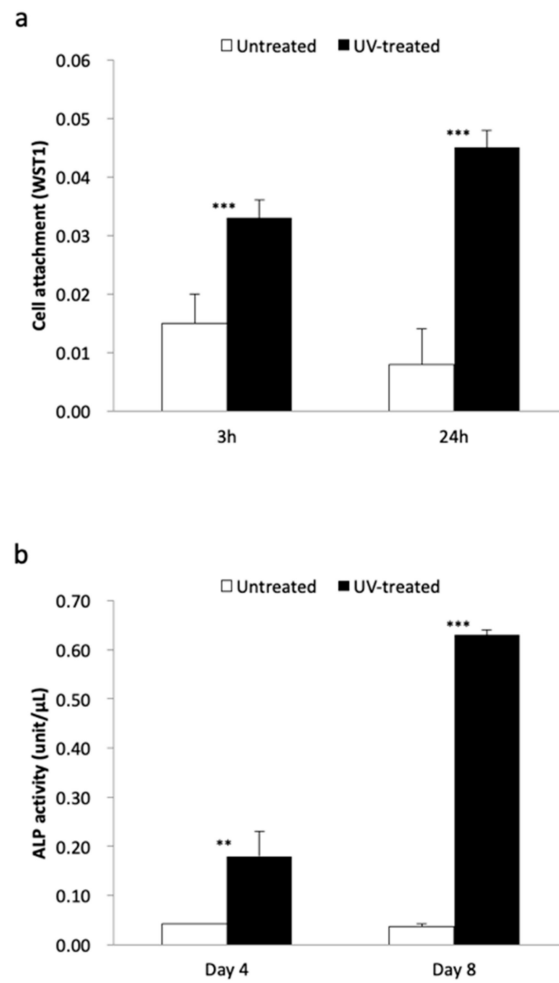 a
Untreated UV-treated
0.06
0.05
0.04
0.03
0.02
0.01
0.00
Cell attachment (WST1)
***
***
3h 24h
b
Untreated UV-treated
0.70
0.60
0.50
0.40
0.30
0.20
0.10
0.00
ALP activity (unit/μL)
**
***
Day 4 Day 8